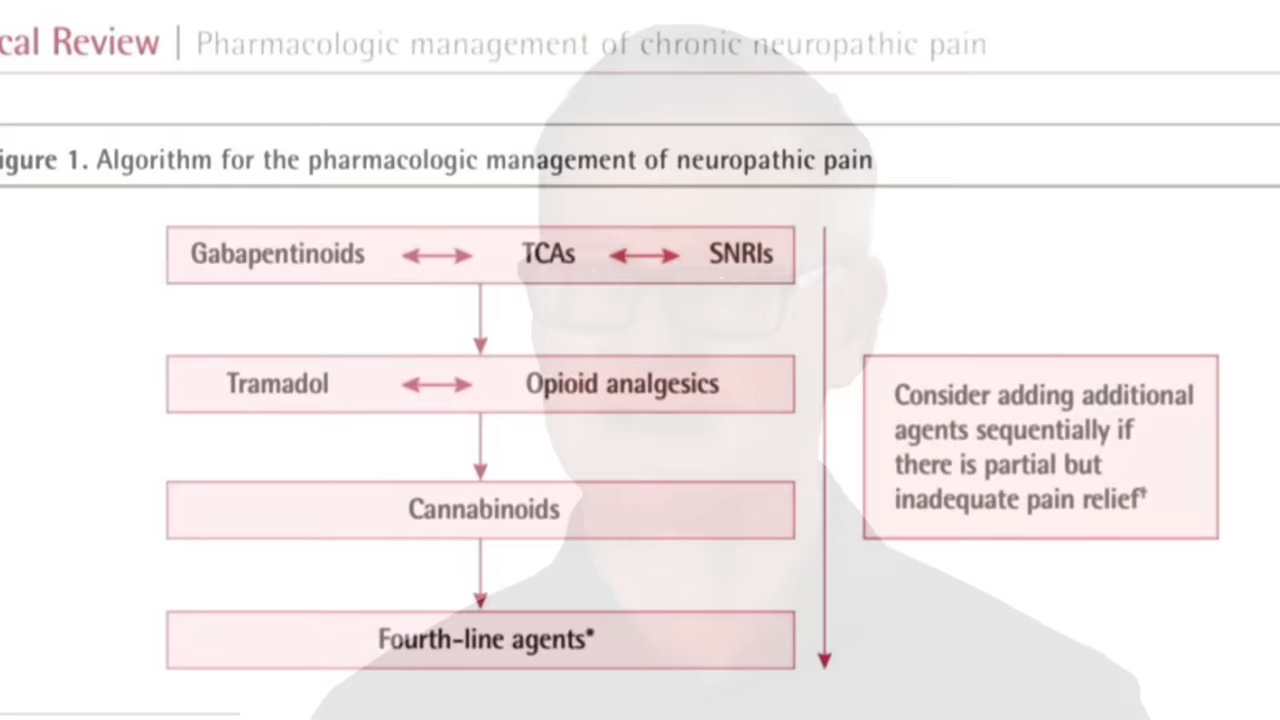 cal Review | Pharmacologic management of chronic neuropathic pain
igure 1. Algorithm for the pharmacologic management of neuropathic pain
Gabapentinoids TCAs SNRIs
Tramadol Opioid analgesics
Consider adding additional
agents sequentially if
there is partial but
inadequate pain relief†
Cannabinoids
Fourth-line agents*